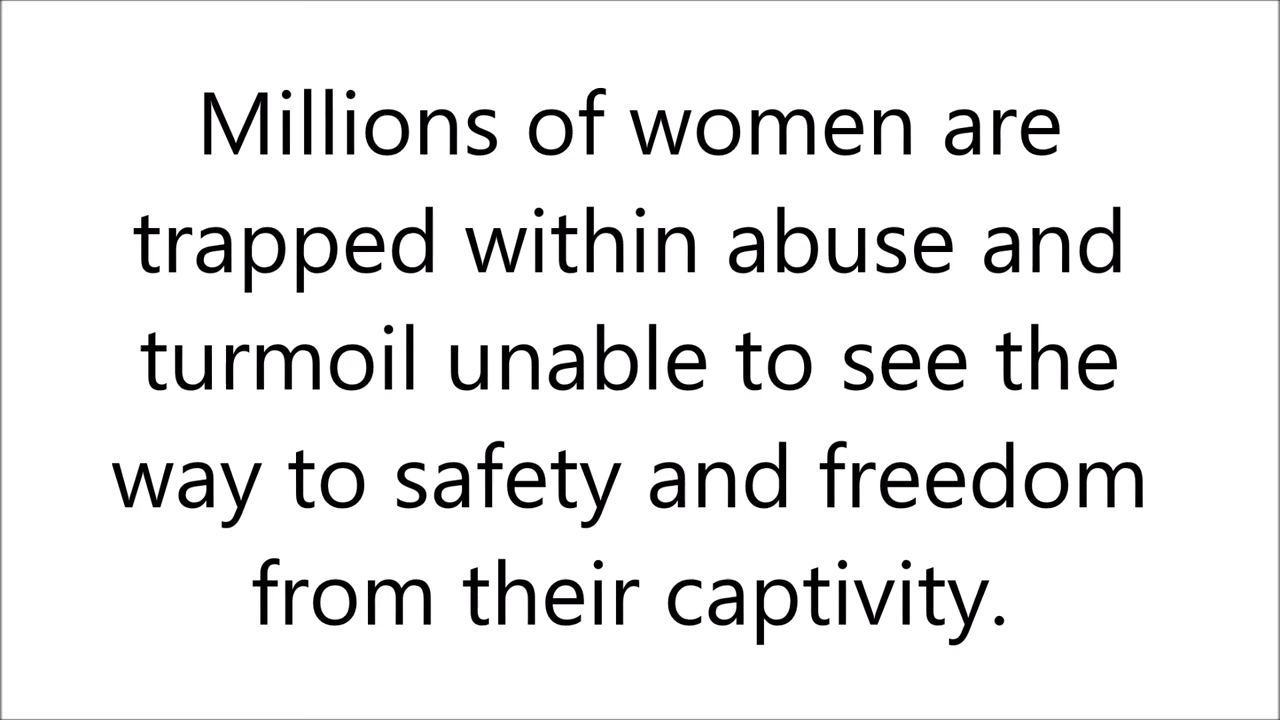 Millions of women are
trapped within abuse and
turmoil unable to see the
way to safety and freedom
from their captivity.